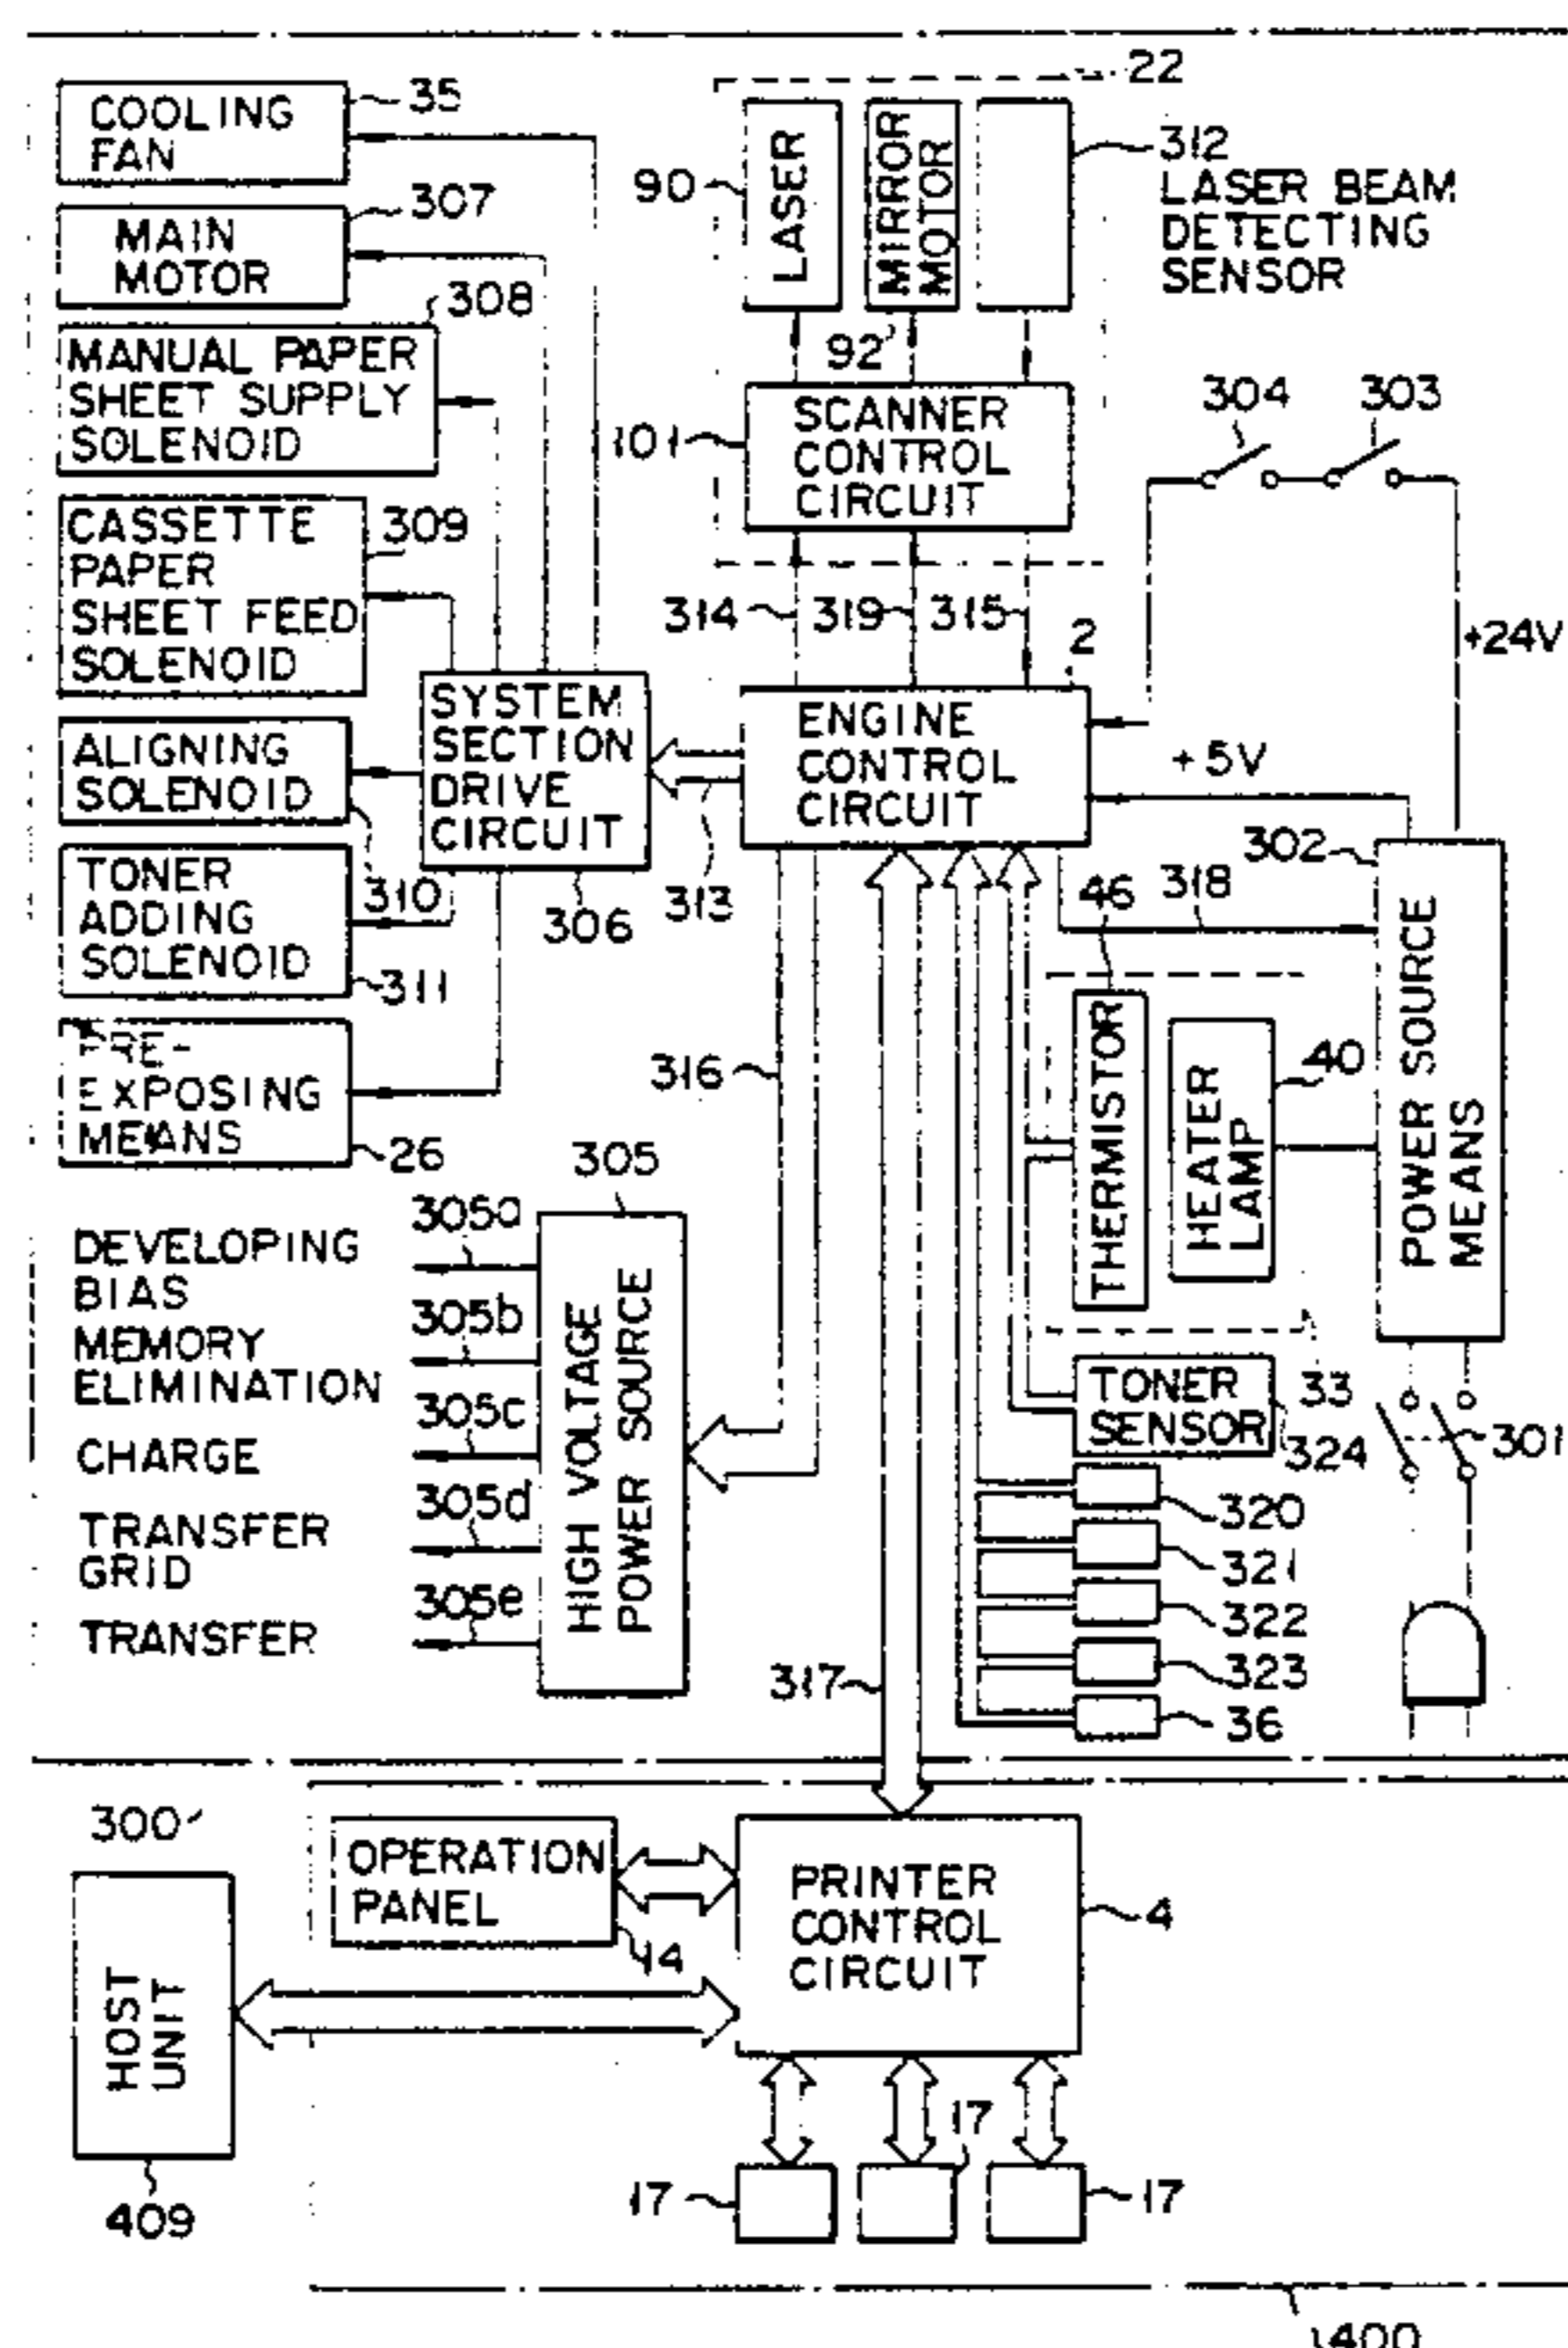 COOLING
FAN
35
MAIN
MOTOR
307
MANUAL PAPER
SHEET SUPPLY
SOLENOID
308
CASSETTE
PAPER
SHEET FEED
SOLENOID
309
ALIGNING
SOLENOID
310
TONER
ADDING
SOLENOID
311
PRE-
EXPOSING
MEANS
26
SYSTEM
SECTION
DRIVE
CIRCUIT
306
313
22
90
LASER
MIRROR
MOTOR
92
312
LASER BEAM
DETECTING
SENSOR
101
SCANNER
CONTROL
CIRCUIT
314
319
315
2
ENGINE
CONTROL
CIRCUIT
304
303
+24V
+5V
302
318
POWER SOURCE
MEANS
46
THERMISTOR
HEATER
LAMP
40
33
TONER
SENSOR
324
301
320
321
322
323
36
316
317
305
HIGH VOLTAGE
POWER SOURCE
305a
DEVELOPING
BIAS
305b
MEMORY
ELIMINATION
305c
CHARGE
305d
TRANSFER
GRID
305e
TRANSFER
300
OPERATION
PANEL
14
PRINTER
CONTROL
CIRCUIT
4
HOST
UNIT
409
17
17
17
400